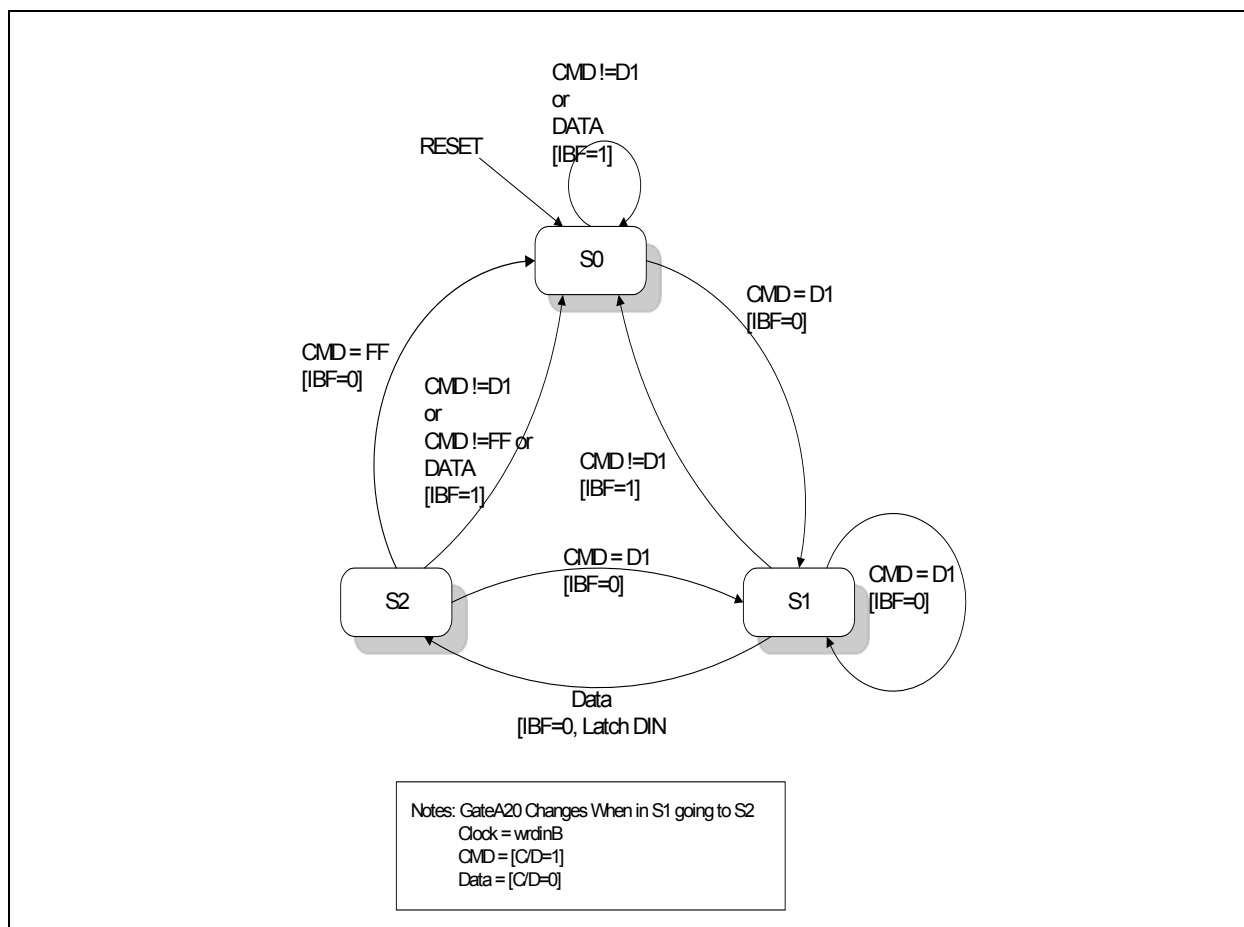 CMD !=D1
or
DATA
[IBF=1]
RESET
S0
CMD = D1
[IBF=0]
CMD = FF
[IBF=0]
CMD !=D1
or
CMD !=FF or
DATA
[IBF=1]
CMD !=D1
[IBF=1]
CMD = D1
[IBF=0]
CMD = D1
[IBF=0]
S2
S1
Data
[IBF=0, Latch DIN
Notes: GateA20 Changes When in S1 going to S2
Clock = wrdinB
CMD = [C/D=1]
Data = [C/D=0]